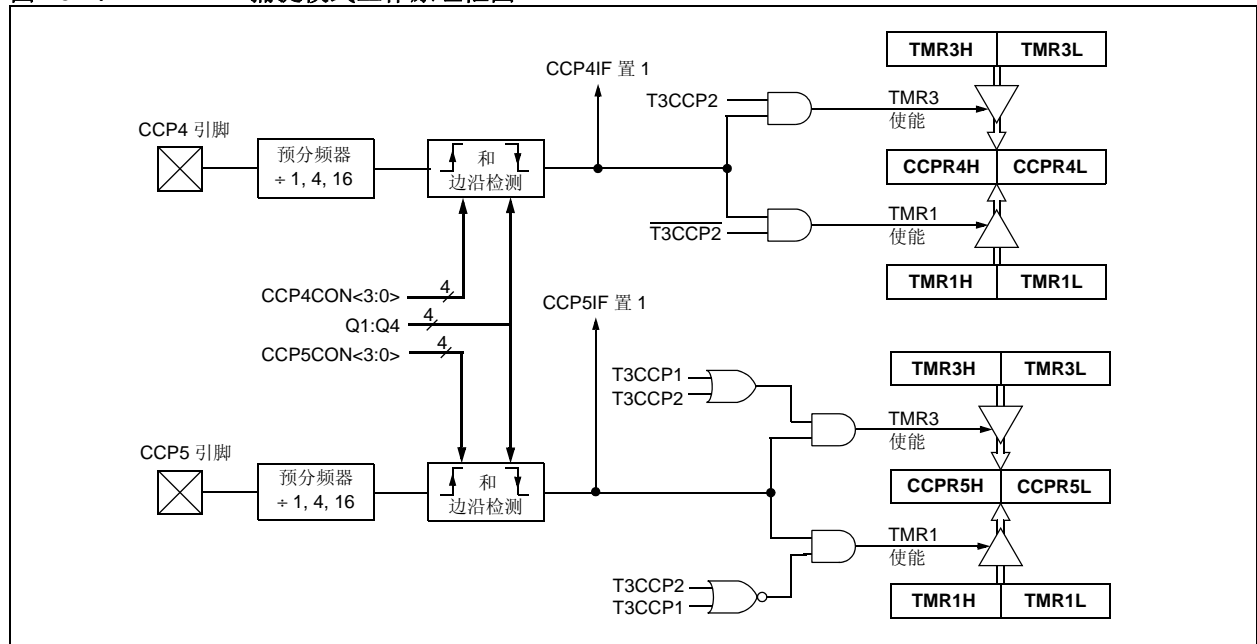 CCP4IF 置 1
TMR3H TMR3L
T3CCP2
TMR3
使能
CCP4 引脚
预分频器
÷ 1, 4, 16
和
边沿检测
CCPR4H CCPR4L
T3CCP2
TMR1
使能
TMR1H TMR1L
CCP4CON<3:0> 4
Q1:Q4 4
CCP5CON<3:0> 4
CCP5IF 置 1
TMR3H TMR3L
T3CCP1
T3CCP2
TMR3
使能
CCP5 引脚
预分频器
÷ 1, 4, 16
和
边沿检测
CCPR5H CCPR5L
TMR1
使能
T3CCP2
T3CCP1
TMR1H TMR1L